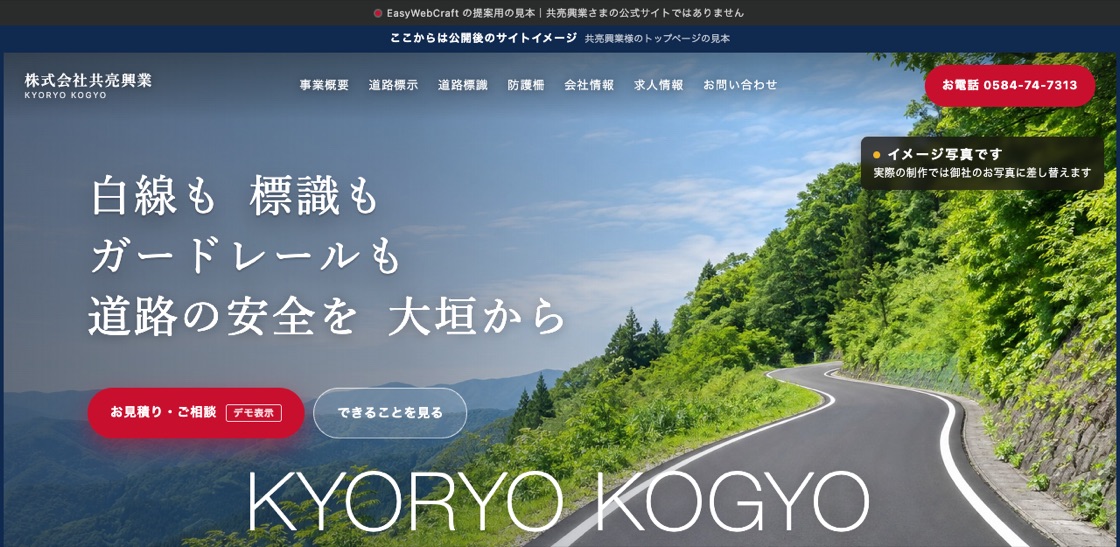 EasyWebCraft の提案用の見本｜共亮興業さまの公式サイトではありません
ここからは公開後のサイトイメージ 共亮興業様のトップページの見本
株式会社共亮興業
KYORYO KOGYO
事業概要 道路標示 道路標識 防護柵 会社情報 求人情報 お問い合わせ
お電話 0584-74-7313
イメージ写真です
実際の制作では御社のお写真に差し替えます
白線も 標識も
ガードレールも
道路の安全を 大垣から
お見積り・ご相談 デモ表示
できることを見る
KYORYO KOGYO